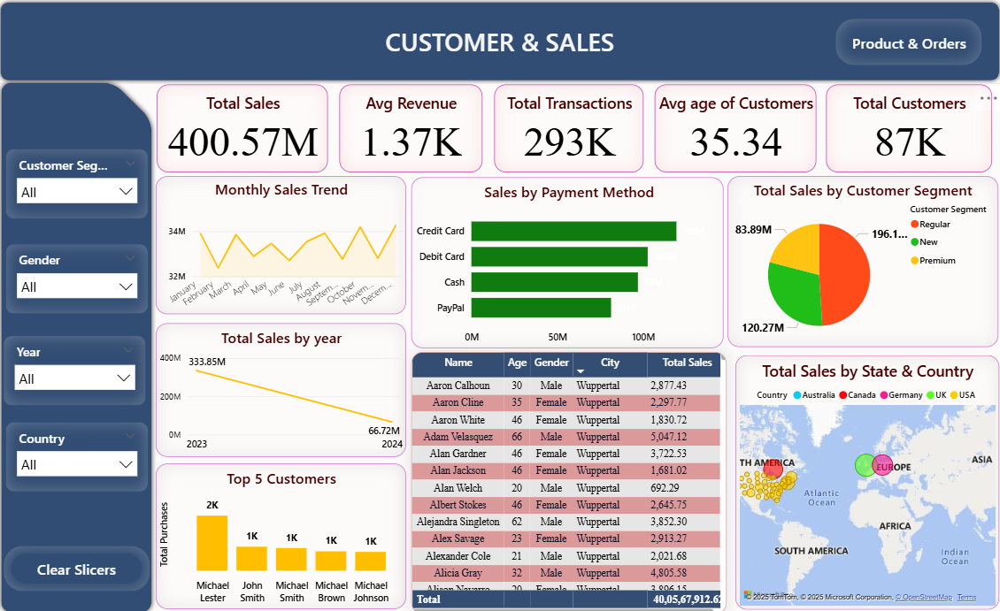 CUSTOMER & SALES
Product & Orders
Customer Seg...
All
Gender
All
Year
All
Country
All
Clear Slicers
Total Sales
400.57M
Avg Revenue
1.37K
Total Transactions
293K
Avg age of Customers
35.34
Total Customers
87K
Monthly Sales Trend
34M
32M
January
February
March
April
May
June
July
August
Septem...
October
Novem...
Decem...
Sales by Payment Method
Credit Card
Debit Card
Cash
PayPal
0M 50M 100M
Total Sales by Customer Segment
Customer Segment
Regular
New
Premium
83.89M
196.1...
120.27M
Total Sales by year
400M
200M
0M
333.85M
66.72M
2023 2024
Top 5 Customers
Total Purchases
2K 1K 1K 1K 1K
Michael Lester
John Smith
Michael Smith
Michael Brown
Michael Johnson
Name Age Gender City Total Sales
Aaron Calhoun 30 Male Wuppertal 2,877.43
Aaron Cline 35 Female Wuppertal 2,297.77
Aaron White 46 Female Wuppertal 1,830.72
Adam Velasquez 66 Male Wuppertal 5,047.12
Alan Gardner 46 Female Wuppertal 3,722.53
Alan Jackson 46 Female Wuppertal 1,681.02
Alan Welch 20 Male Wuppertal 692.29
Albert Stokes 46 Female Wuppertal 2,645.75
Alejandra Singleton 62 Male Wuppertal 3,852.30
Alex Savage 23 Female Wuppertal 2,913.27
Alexander Cole 21 Male Wuppertal 2,021.68
Alicia Gray 32 Male Wuppertal 4,805.58
Alison Navarro 20 Female Wuppertal 3,896.15
Total 40,05,67,912.62
Total Sales by State & Country
Country Australia Canada Germany UK USA
TH AMERICA
EUROPE
ASIA
Atlantic
Ocean
AFRICA
SOUTH AMERICA
Indian
Ocean
© 2025 TomTom, © 2025 Microsoft Corporation, © OpenStreetMap Terms